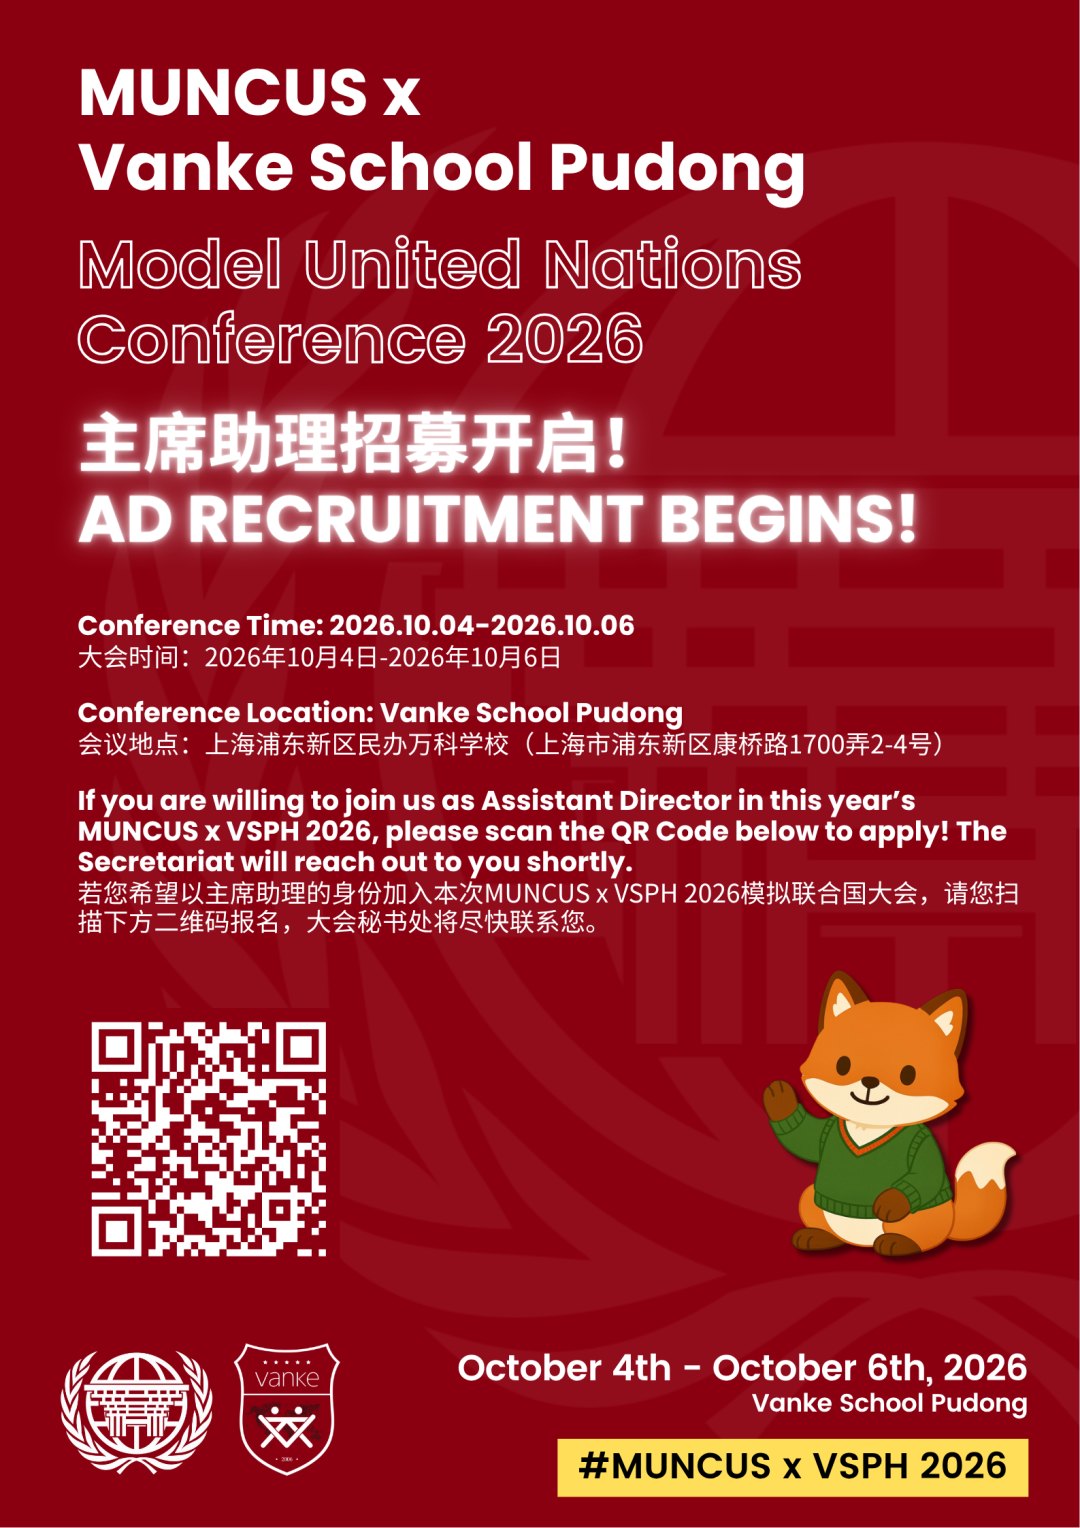 MUNCUS x
Vanke School Pudong
Model United Nations
Conference 2026
主席助理招募开启！
AD RECRUITMENT BEGINS!
Conference Time: 2026.10.04-2026.10.06
大会时间：2026年10月4日-2026年10月6日
Conference Location: Vanke School Pudong
会议地点：上海浦东新区民办万科学校（上海市浦东新区康桥路1700弄2-4号）
If you are willing to join us as Assistant Director in this year's
MUNCUS x VSPH 2026, please scan the QR Code below to apply! The
Secretariat will reach out to you shortly.
若您希望以主席助理的身份加入本次MUNCUS x VSPH 2026模拟联合国大会，请您扫
描下方二维码报名，大会秘书处将尽快联系您。
vanke
2006
October 4th - October 6th, 2026
Vanke School Pudong
#MUNCUS x VSPH 2026